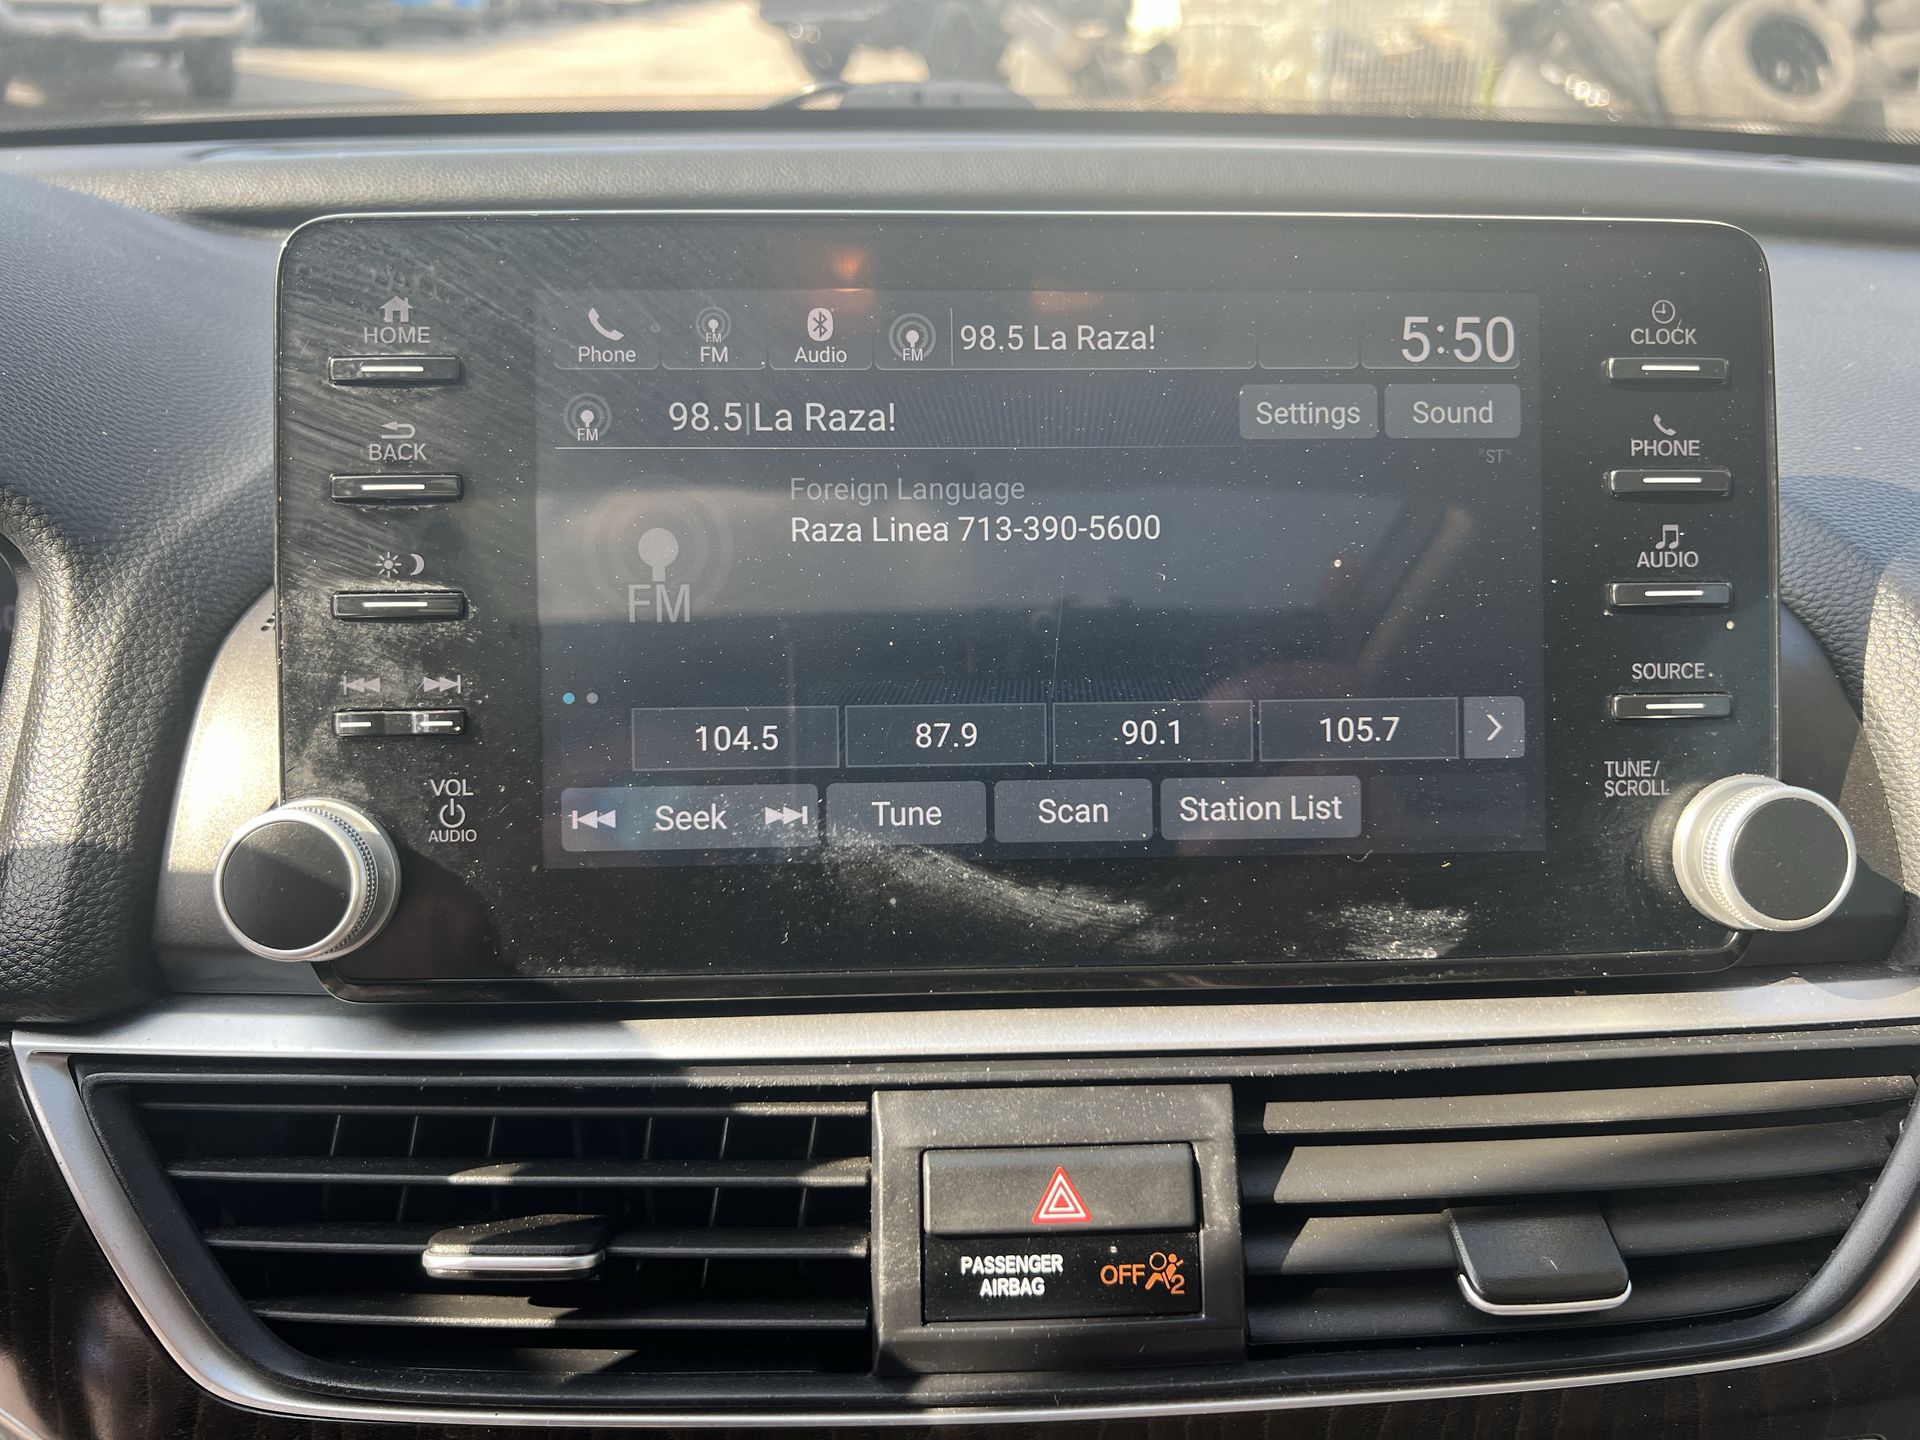 HOME
BACK
VOL
AUDIO
Phone
FM
FM
Audio
FM
98.5 La Raza!
5:50
FM
98.5 La Raza!
Settings
Sound
ST
Foreign Language
Raza Linea 713-390-5600
FM
104.5
87.9
90.1
105.7
Seek
Tune
Scan
Station List
CLOCK
PHONE
AUDIO
SOURCE
TUNE/
SCROLL
PASSENGER
AIRBAG
OFF 2